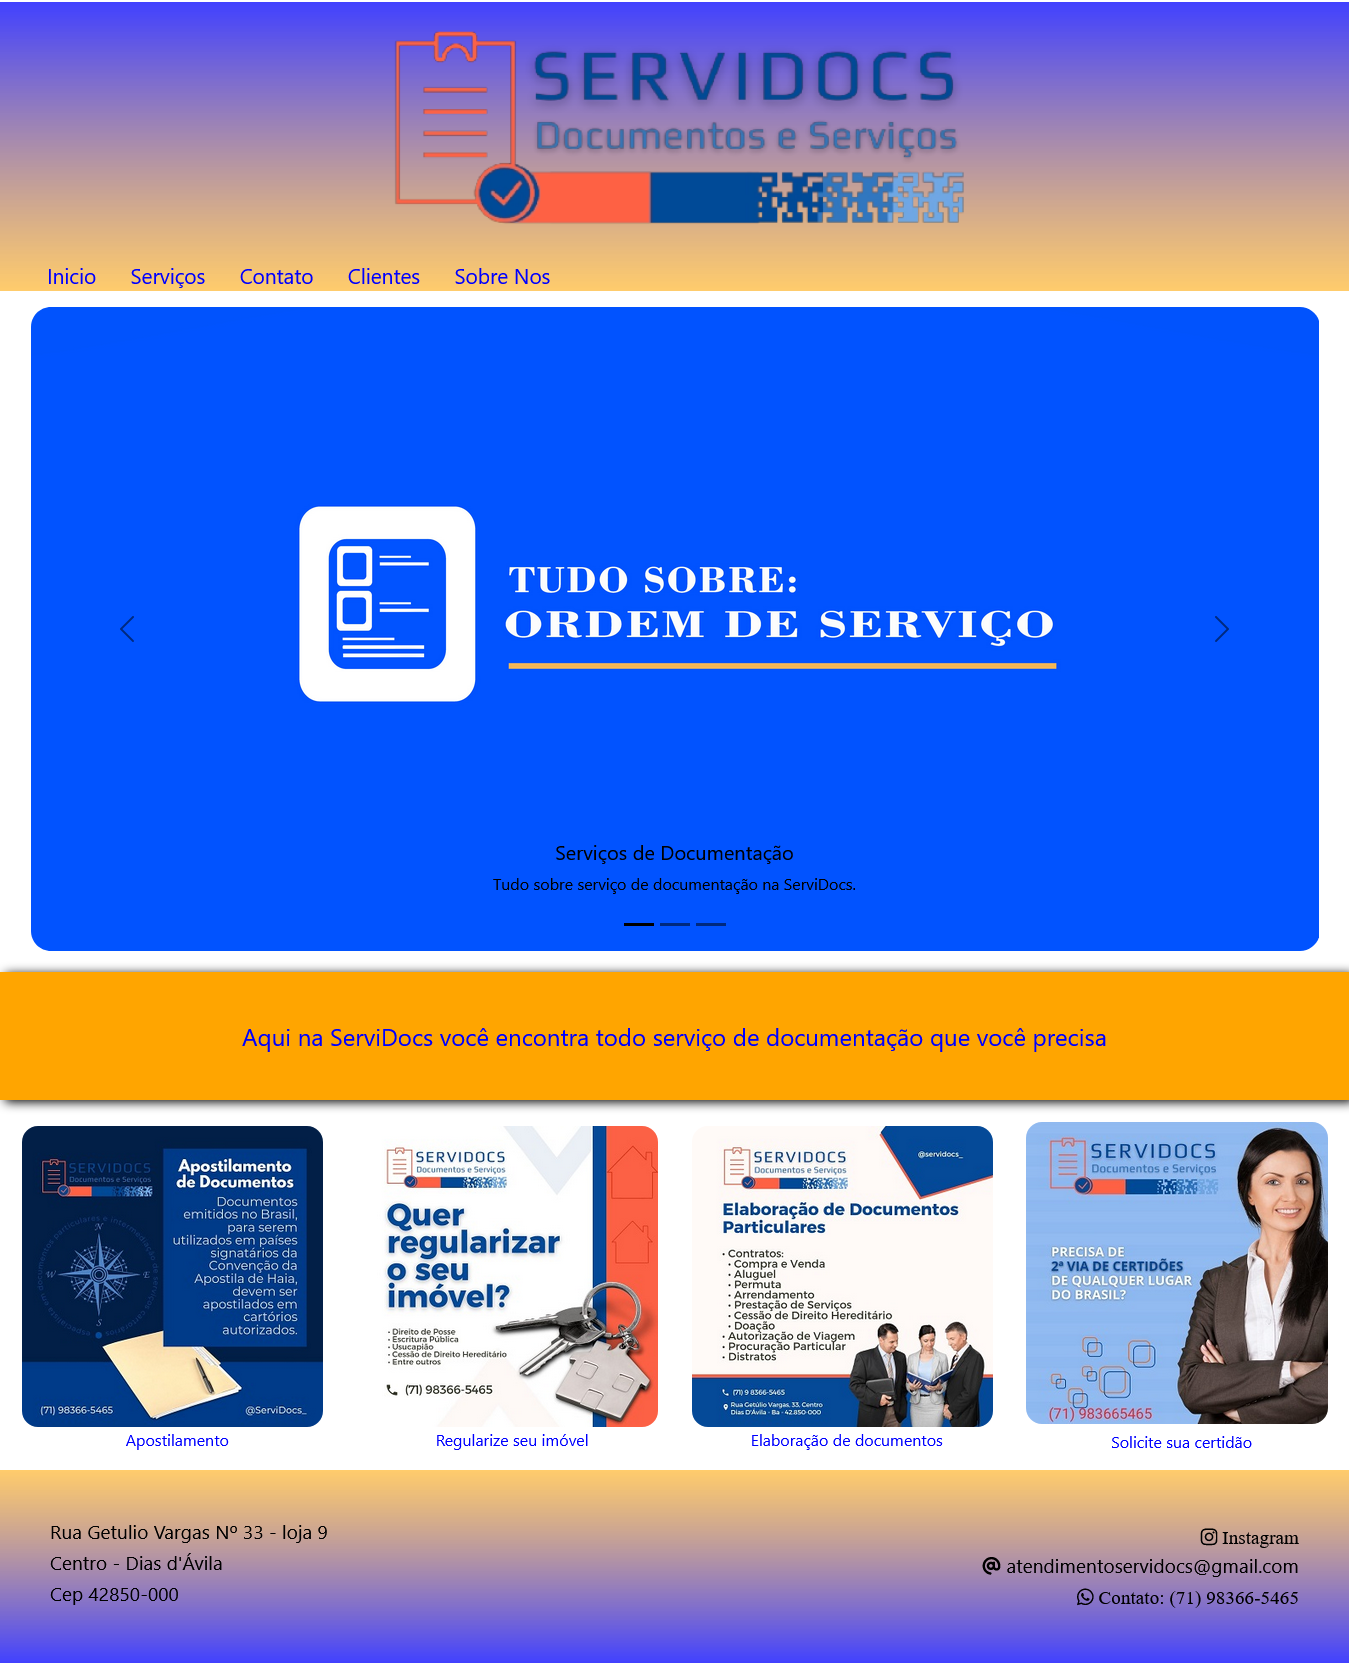 SERVIDOCS
Documentos e Serviços
Inicio Serviços Contato Clientes Sobre Nos
TUDO SOBRE:
ORDEM DE SERVIÇO
Serviços de Documentação
Tudo sobre serviço de documentação na ServiDocs.
Aqui na ServiDocs você encontra todo serviço de documentação que você precisa
SERVIDOCS
Documentos e Serviços
Apostilamento
de Documentos
Documentos
emitidos no Brasil,
para serem
utilizados em países
signatários da
Convenção da
Apostila de Haia,
devem ser
apostilados em
cartórios
autorizados.
N
W
E
S
(71) 98366-5465
@ServiDocs_
Apostilamento
SERVIDOCS
Documentos e Serviços
Quer
regularizar
o seu
imóvel?
• Direito de Posse
• Escritura Pública
• Usucapião
• Cessão de Direito Hereditário
• Entre outros
(71) 98366-5465
Regularize seu imóvel
SERVIDOCS
Documentos e Serviços
@servidocs_
Elaboração de Documentos
Particulares
• Contratos:
• Compra e Venda
• Aluguel
• Permuta
• Arrendamento
• Prestação de Serviços
• Cessão de Direito Hereditário
• Doação
• Autorização de Viagem
• Procuração Particular
• Distratos
(71) 9 8366-5465
Rua Getúlio Vargas, 33, Centro
Dias D'Ávila - Ba - 42.850-000
Elaboração de documentos
SERVIDOCS
Documentos e Serviços
PRECISA DE
2ª VIA DE CERTIDÕES
DE QUALQUER LUGAR
DO BRASIL?
(71) 983665465
Solicite sua certidão
Rua Getulio Vargas Nº 33 - loja 9
Centro - Dias d'Ávila
Cep 42850-000
Instagram
atendimentoservidocs@gmail.com
Contato: (71) 98366-5465